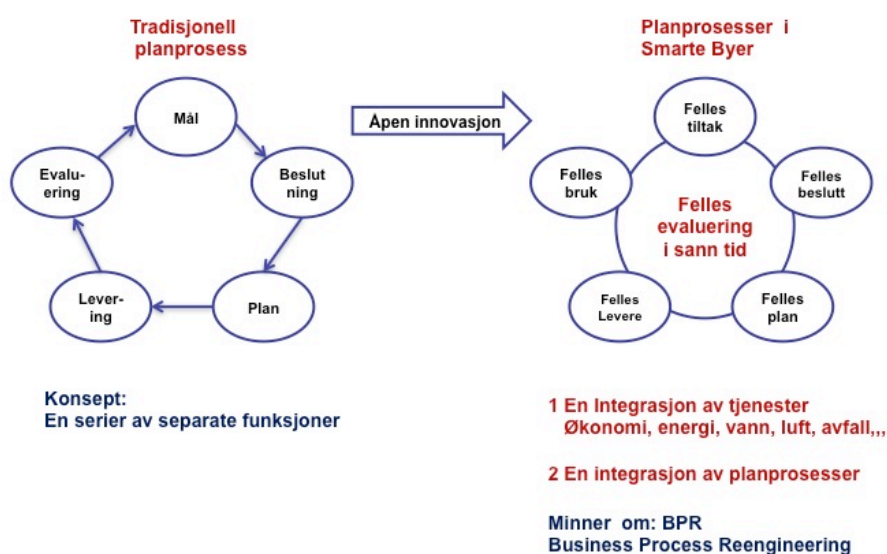 Tradisjonell
planprosess
Mål
Beslut
ning
Plan
Lever-
ing
Evalu-
ering
Konsept:
En serier av separate funksjoner
Åpen innovasjon
Planprosesser i
Smarte Byer
Felles
tiltak
Felles
beslutt
Felles
plan
Felles
Levere
Felles
bruk
Felles
evaluering
i sann tid
1 En Integrasjon av tjenester
Økonomi, energi, vann, luft, avfall,,,
2 En integrasjon av planprosesser
Minner om: BPR
Business Process Reengineering